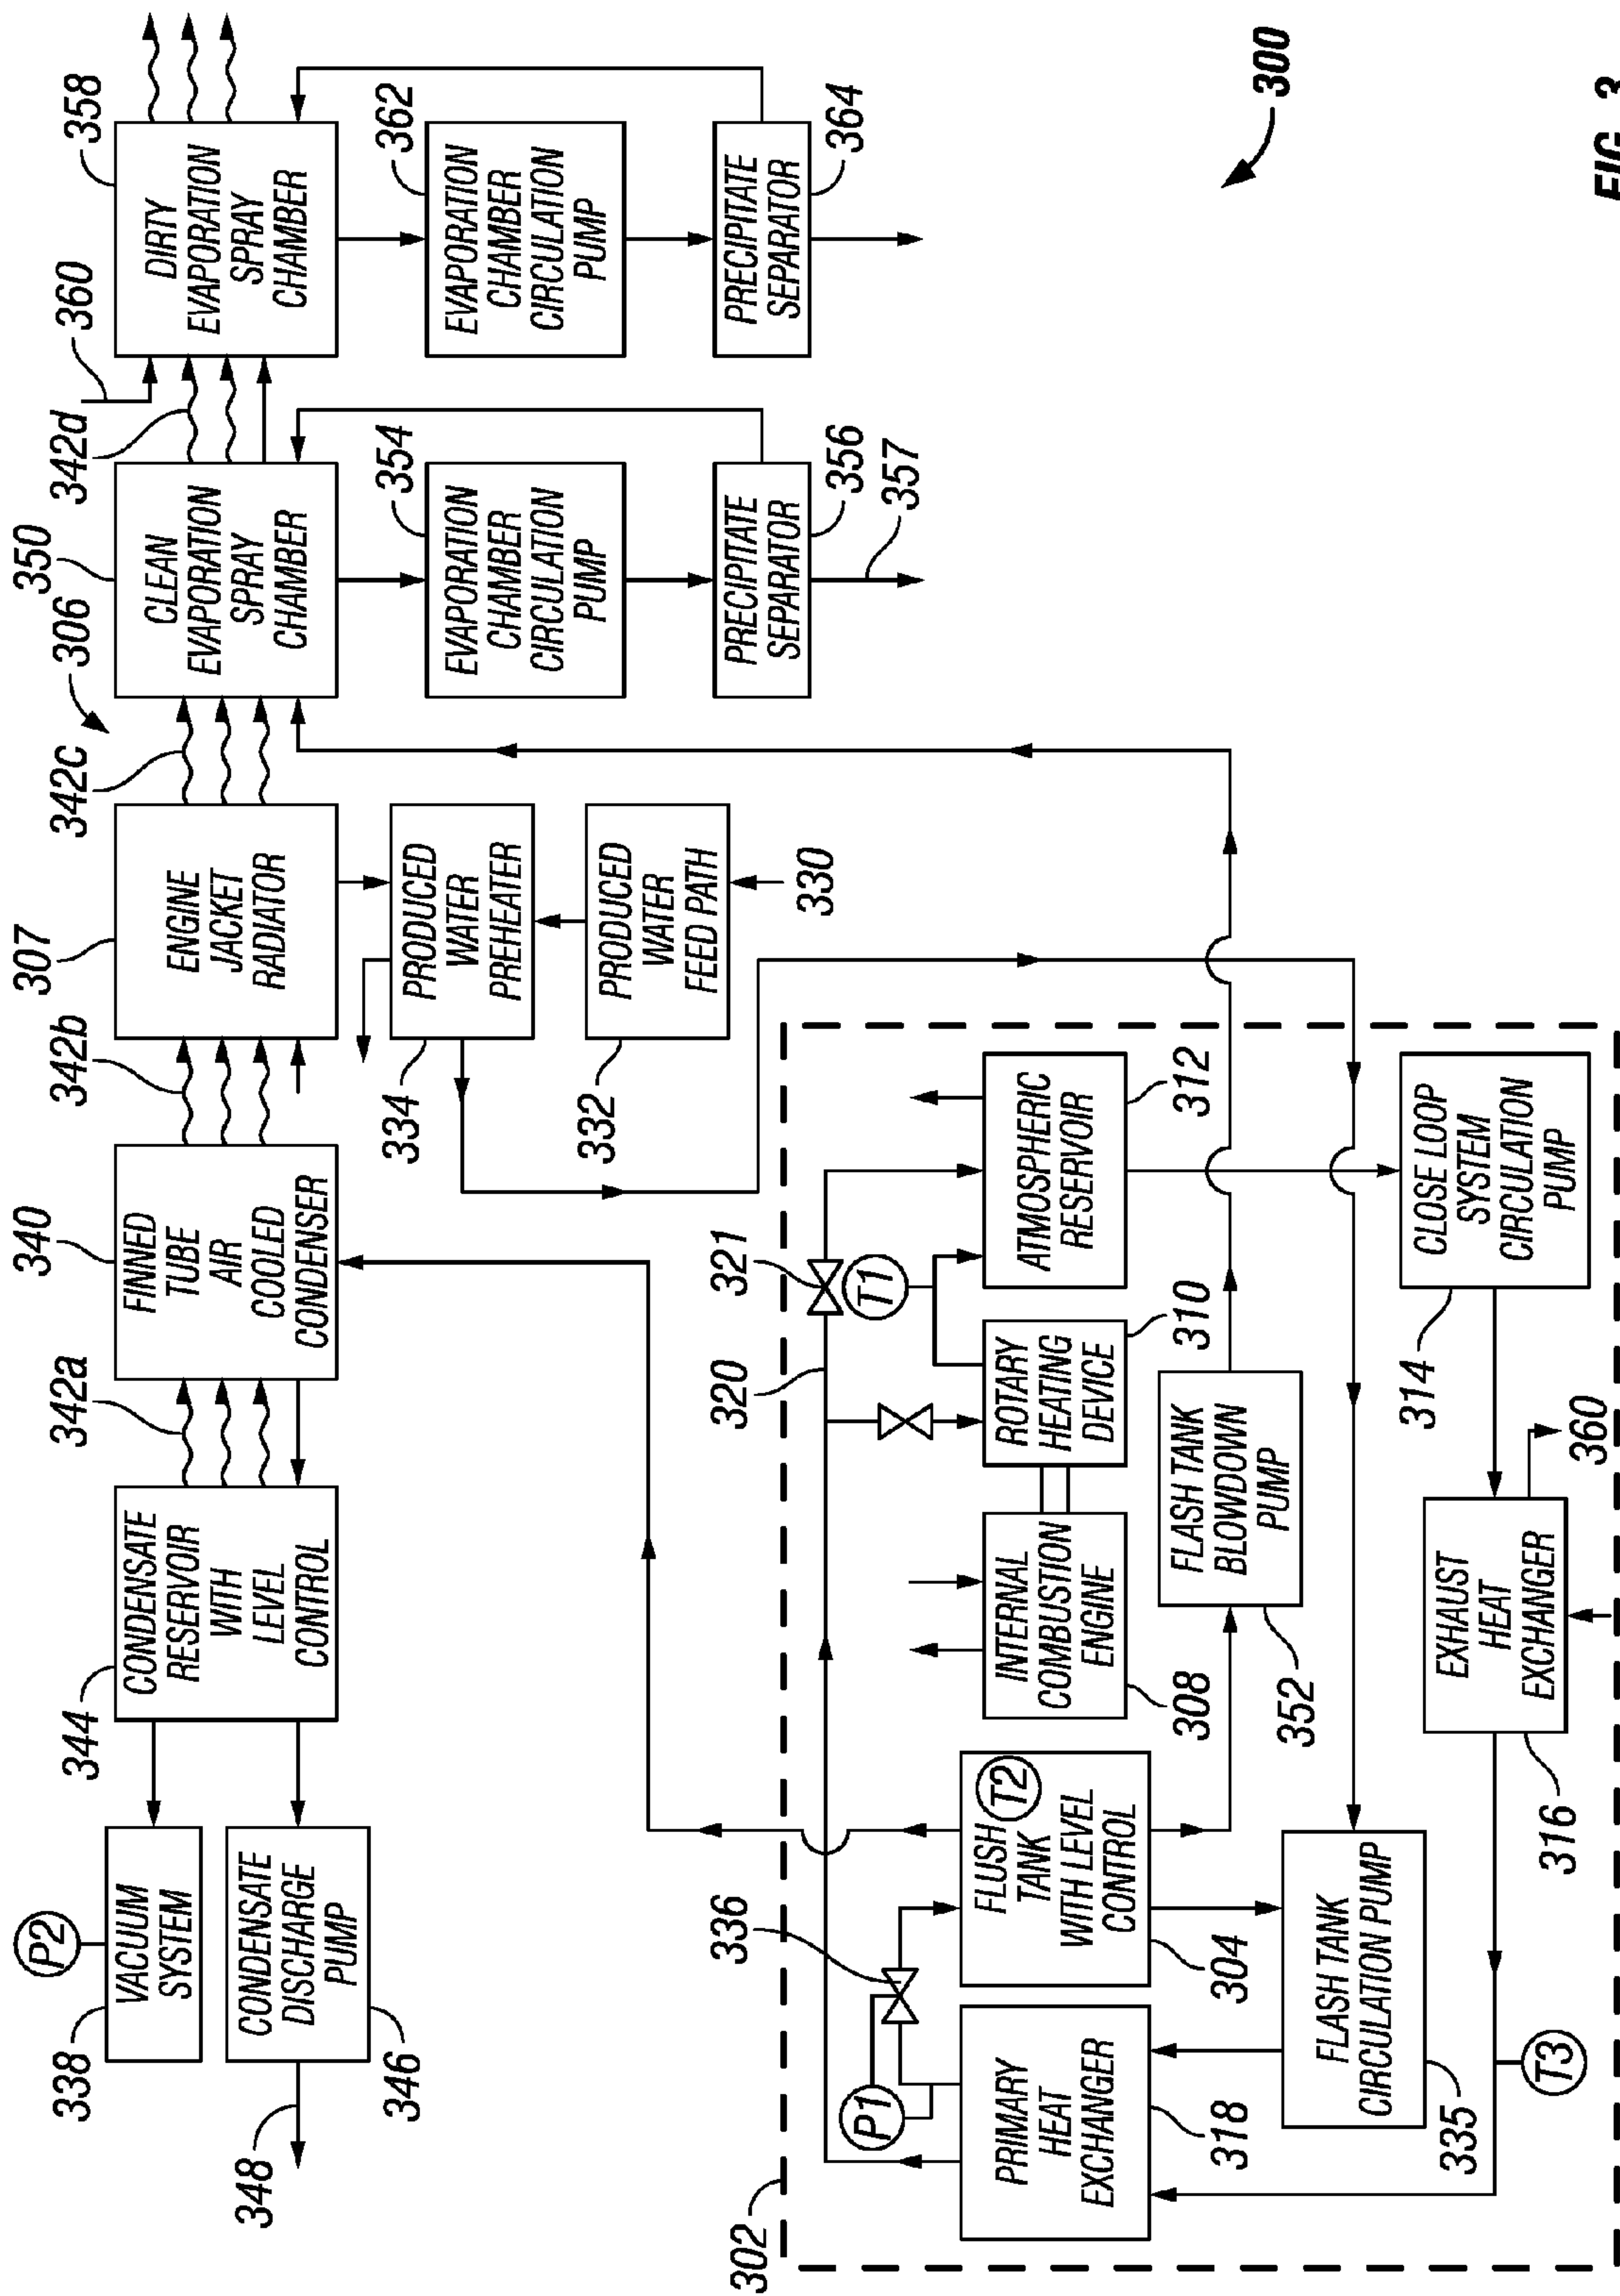 344
CONDENSATE
RESERVOIR
WITH
LEVEL
CONTROL
342a
340
FINNED
TUBE
AIR
COOLED
CONDENSER
342b
307
ENGINE
JACKET
RADIATOR
342c
306
350
CLEAN
EVAPORATION
SPRAY
CHAMBER
342d
360
358
DIRTY
EVAPORATION
SPRAY
CHAMBER
P2
338
VACUUM
SYSTEM
CONDENSATE
DISCHARGE
PUMP
346
348
334
PRODUCED
WATER
PREHEATER
332
PRODUCED
WATER
FEED PATH
330
354
EVAPORATION
CHAMBER
CIRCULATION
PUMP
PRECIPITATE
SEPARATOR
356
357
362
EVAPORATION
CHAMBER
CIRCULATION
PUMP
PRECIPITATE
SEPARATOR
364
302
P1
336
320
321
T1
PRIMARY
HEAT
EXCHANGER
318
FLUSH
TANK
WITH LEVEL
CONTROL
T2
304
INTERNAL
COMBUSTION
ENGINE
308
ROTARY
HEATING
DEVICE
310
ATMOSPHERIC
RESERVOIR
312
FLASH TANK
BLOWDOWN
PUMP
352
FLASH TANK
CIRCULATION PUMP
335
T3
EXHAUST
HEAT
EXCHANGER
316
360
314
CLOSE LOOP
SYSTEM
CIRCULATION
PUMP
300
FIG. 3